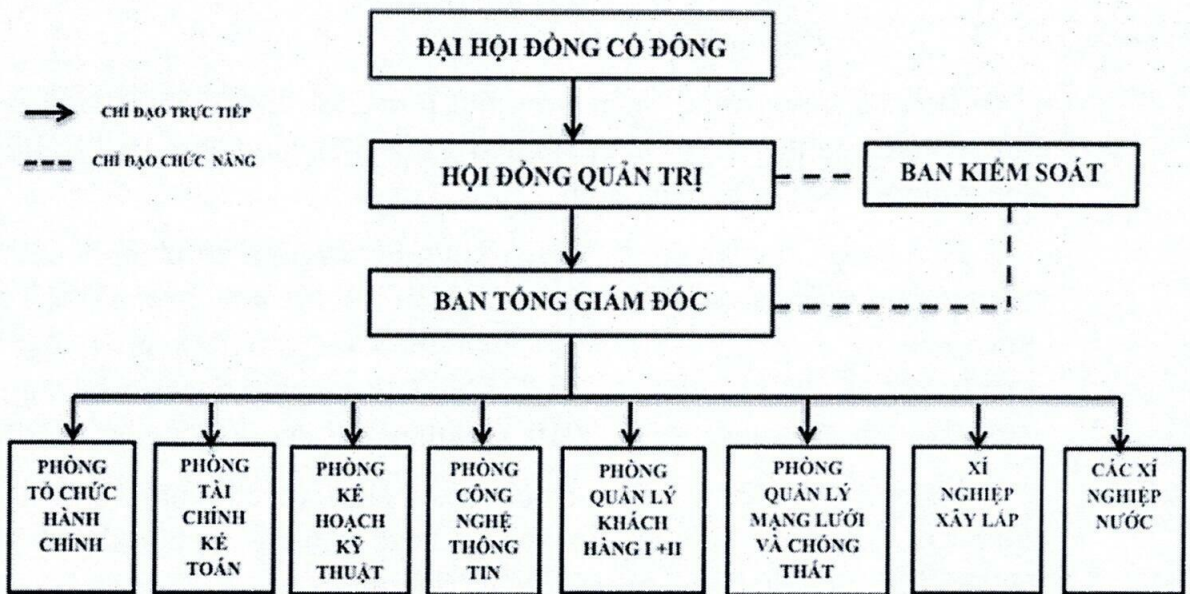 ĐẠI HỘI ĐỒNG CỔ ĐÔNG
CHỈ ĐẠO TRỰC TIẾP
CHỈ ĐẠO CHỨC NĂNG
HỘI ĐỒNG QUẢN TRỊ
BAN KIỂM SOÁT
BAN TỔNG GIÁM ĐỐC
PHÒNG
TỔ CHỨC
HÀNH
CHÍNH
PHÒNG
TÀI
CHÍNH
KẾ
TOÁN
PHÒNG
KẾ
HOẠCH
KỸ
THUẬT
PHÒNG
CÔNG
NGHỆ
THÔNG
TIN
PHÒNG
QUẢN LÝ
KHÁCH
HÀNG I +II
PHÒNG
QUẢN LÝ
MẠNG LƯỚI
VÀ CHỐNG
THẤT
XÍ
NGHIỆP
XÂY LẮP
CÁC XÍ
NGHIỆP
NƯỚC